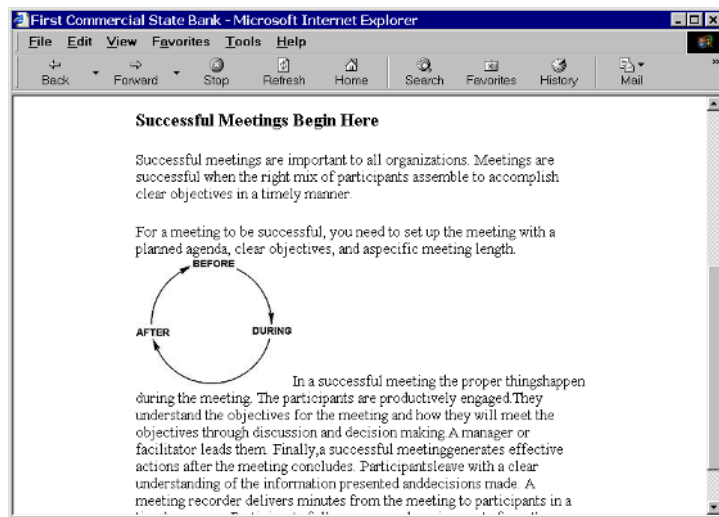 First Commercial State Bank - Microsoft Internet Explorer
File Edit View Favorites Tools Help
Back Forward Stop Refresh Home Search Favorites History Mail
Successful Meetings Begin Here
Successful meetings are important to all organizations. Meetings are
successful when the right mix of participants assemble to accomplish
clear objectives in a timely manner.
For a meeting to be successful, you need to set up the meeting with a
planned agenda, clear objectives, and aspecific meeting length.
BEFORE
AFTER DURING
In a successful meeting the proper thingshappen
during the meeting. The participants are productively engaged.They
understand the objectives for the meeting and how they will meet the
objectives through discussion and decision making.A manager or
facilitator leads them. Finally,a successful meetinggenerates effective
actions after the meeting concludes. Participantsleave with a clear
understanding of the information presented anddecisions made. A
meeting recorder delivers minutes from the meeting to participants in a